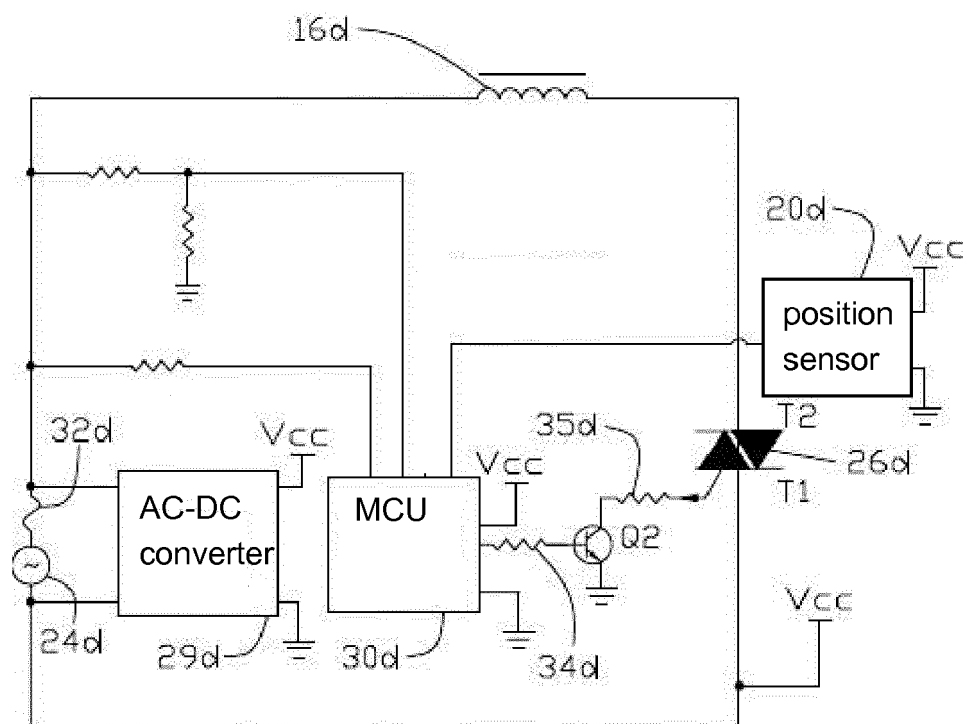 16d
20d
Vcc
position
sensor
32d
Vcc
35d
T2
26d
T1
AC-DC
converter
MCU
Vcc
Q2
24d
29d
30d
34d
Vcc
~